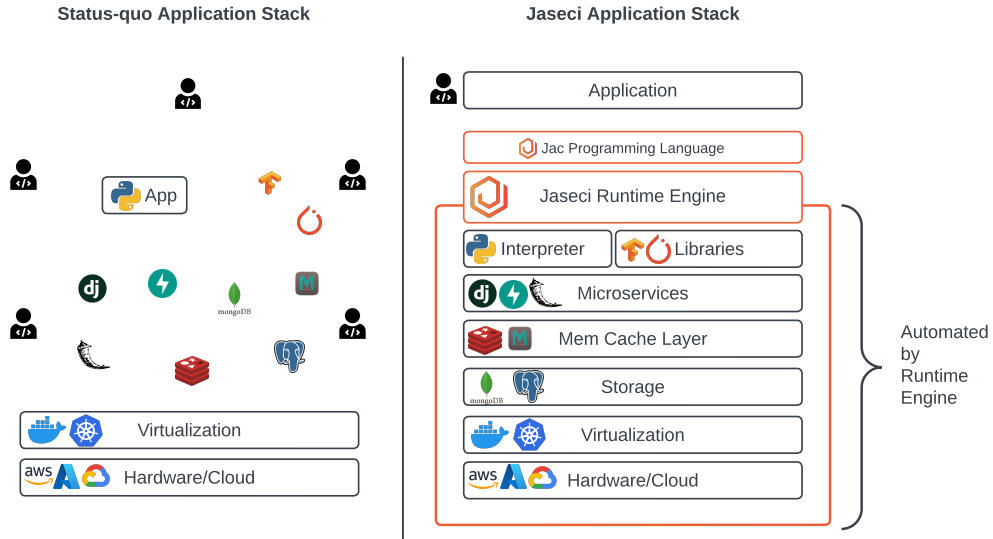 Status-quo Application Stack
Jaseci Application Stack
</>
</>
</>
</>
</>
App
dj
M
mongoDB
Virtualization
aws
Hardware/Cloud
</>
Application
Jac Programming Language
Jaseci Runtime Engine
Interpreter
Libraries
dj
Microservices
M
Mem Cache Layer
mongoDB
Storage
Virtualization
aws
Hardware/Cloud
Automated
by
Runtime
Engine